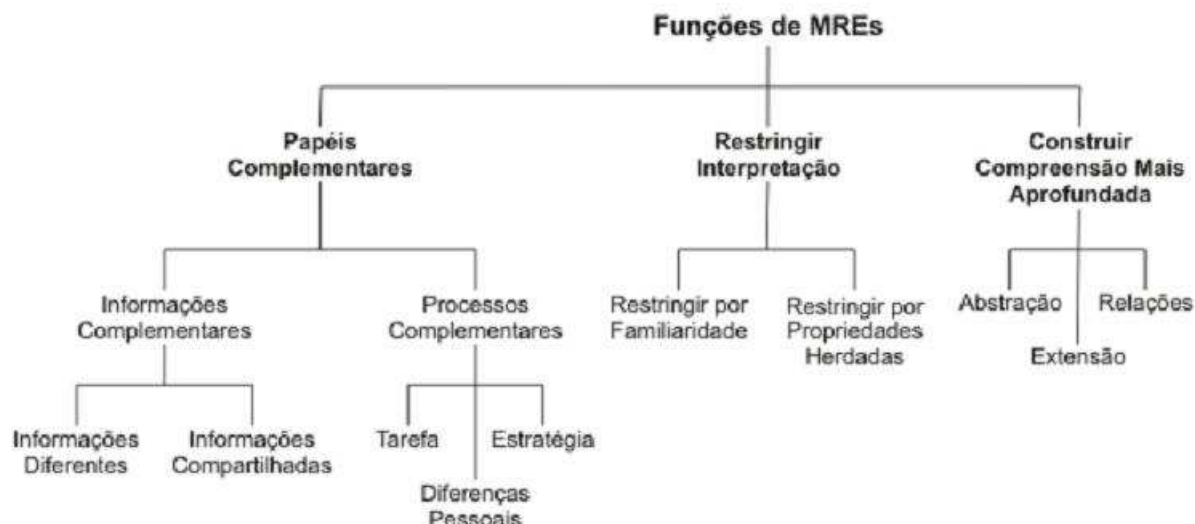 Funções de MREs
Papéis
Complementares
Restringir
Interpretação
Construir
Compreensão Mais
Aprofundada
Informações
Complementares
Processos
Complementares
Restringir por
Familiaridade
Restringir por
Propriedades
Herdadas
Abstração
Relações
Extensão
Informações
Diferentes
Informações
Compartilhadas
Tarefa
Estratégia
Diferenças
Pessoais